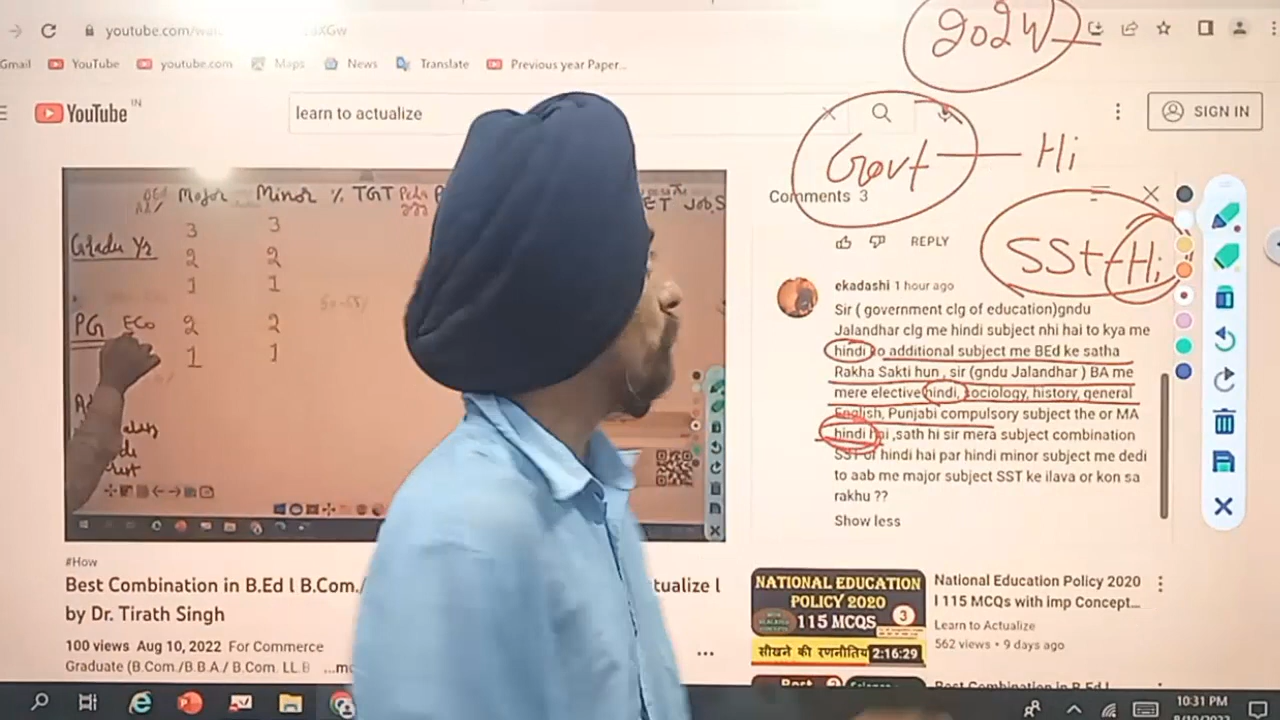 youtube.com/wa
Gmail YouTube youtube.com Maps News Translate Previous year Paper...
YouTube IN
learn to actualize
SIGN IN
Govt — Hi
SSt - Hi
Comments 3
REPLY
ekadashi 1 hour ago
Sir ( government clg of education)gndu
Jalandhar clg me hindi subject nhi hai to kya me
hindi ko additional subject me BEd ke satha
Rakha Sakti hun , sir (gndu Jalandhar ) BA me
mere elective hindi, sociology, history, general
English, Punjabi compulsory subject the or MA
hindi hai ,sath hi sir mera subject combination
SST or hindi hai par hindi minor subject me dedi
to aab me major subject SST ke ilava or kon sa
rakhu ??
Show less
Major Minor % TGT
3 3
Gradu Yr 2 2
1 1
PG ECo 2 2
1 1
#How
Best Combination in B.Ed l B.Com./
tualize l
by Dr. Tirath Singh
100 views Aug 10, 2022 For Commerce
Graduate (B.Com./B.B.A / B.Com. LL.B
NATIONAL EDUCATION
POLICY 2020
115 MCQS
3
सीखने की रणनीतिय
2:16:29
National Education Policy 2020
l 115 MCQs with imp Concept...
Learn to Actualize
562 views • 9 days ago
10:31 PM